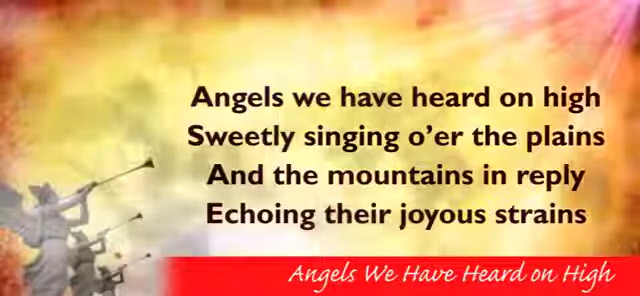 Angels we have heard on high
Sweetly singing o’er the plains
And the mountains in reply
Echoing their joyous strains
Angels We Have Heard on High